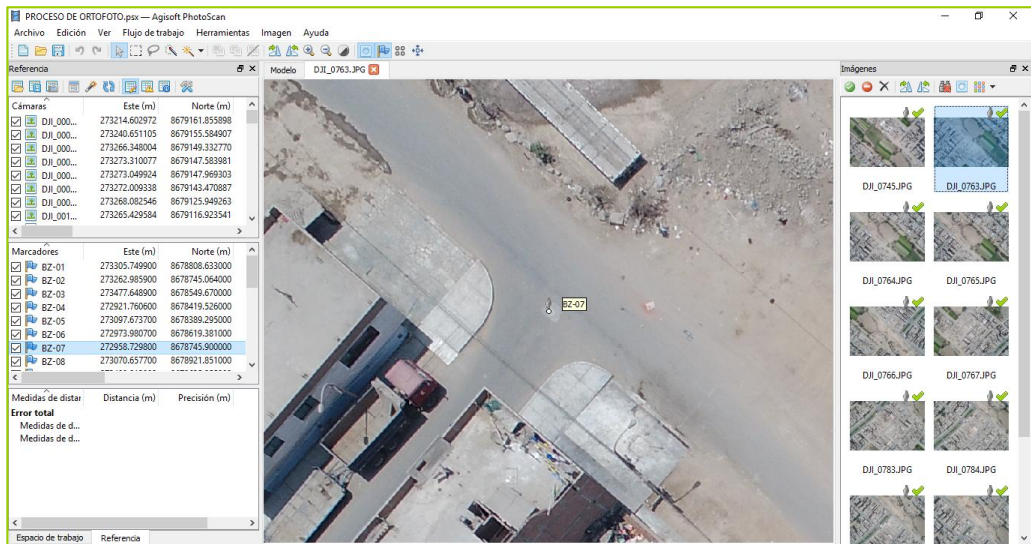 PROCESO DE ORTOFOTO.psx — Agisoft PhotoScan
Archivo Edición Ver Flujo de trabajo Herramientas Imagen Ayuda
Referencia
Cámaras Este (m) Norte (m)
DJI_000... 273214.602972 8679161.855898
DJI_000... 273240.651105 8679155.584907
DJI_000... 273266.348004 8679149.332770
DJI_000... 273273.310077 8679147.583981
DJI_000... 273273.049924 8679147.969303
DJI_000... 273272.009338 8679143.470887
DJI_000... 273268.082546 8679125.949263
DJI_001... 273265.429584 8679116.923541
Marcadores Este (m) Norte (m)
BZ-01 273305.749900 8678808.633000
BZ-02 273262.985900 8678745.064000
BZ-03 273477.648900 8678549.670000
BZ-04 272921.760600 8678419.526000
BZ-05 273097.673700 8678389.295000
BZ-06 272973.980700 8678619.381000
BZ-07 272958.729800 8678745.900000
BZ-08 273070.657700 8678921.851000
Medidas de distar Distancia (m) Precisión (m)
Error total
Medidas de d...
Medidas de d...
Espacio de trabajo Referencia
Modelo DJI_0763.JPG
BZ-07
Imágenes
DJI_0745.JPG DJI_0763.JPG
DJI_0764.JPG DJI_0765.JPG
DJI_0766.JPG DJI_0767.JPG
DJI_0783.JPG DJI_0784.JPG